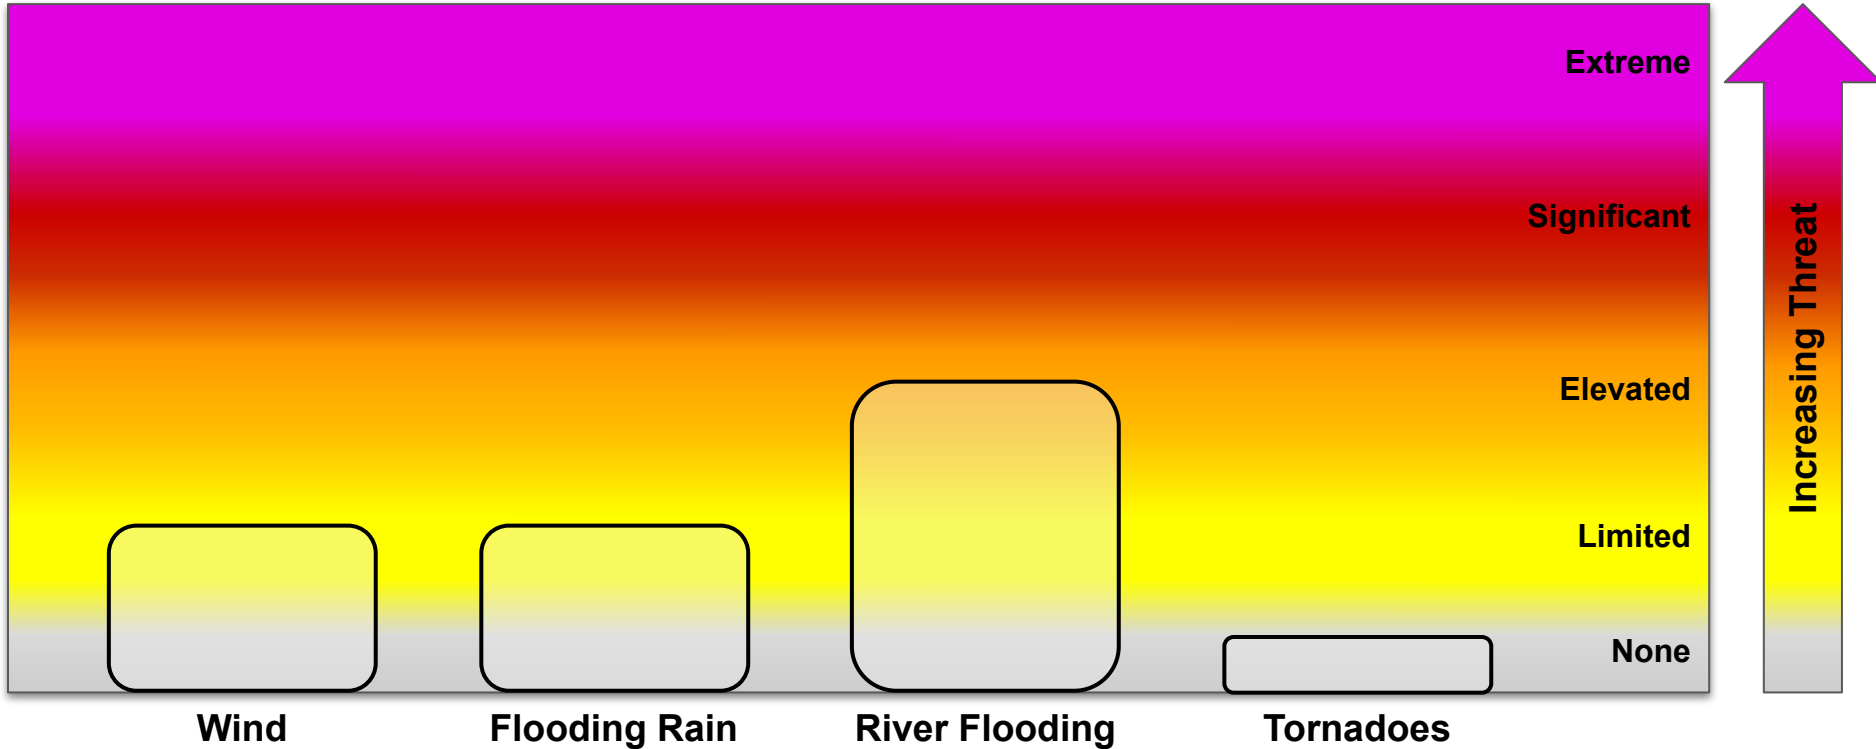 Extreme
Significant
Elevated
Limited
None
Increasing Threat
Wind
Flooding Rain
River Flooding
Tornadoes